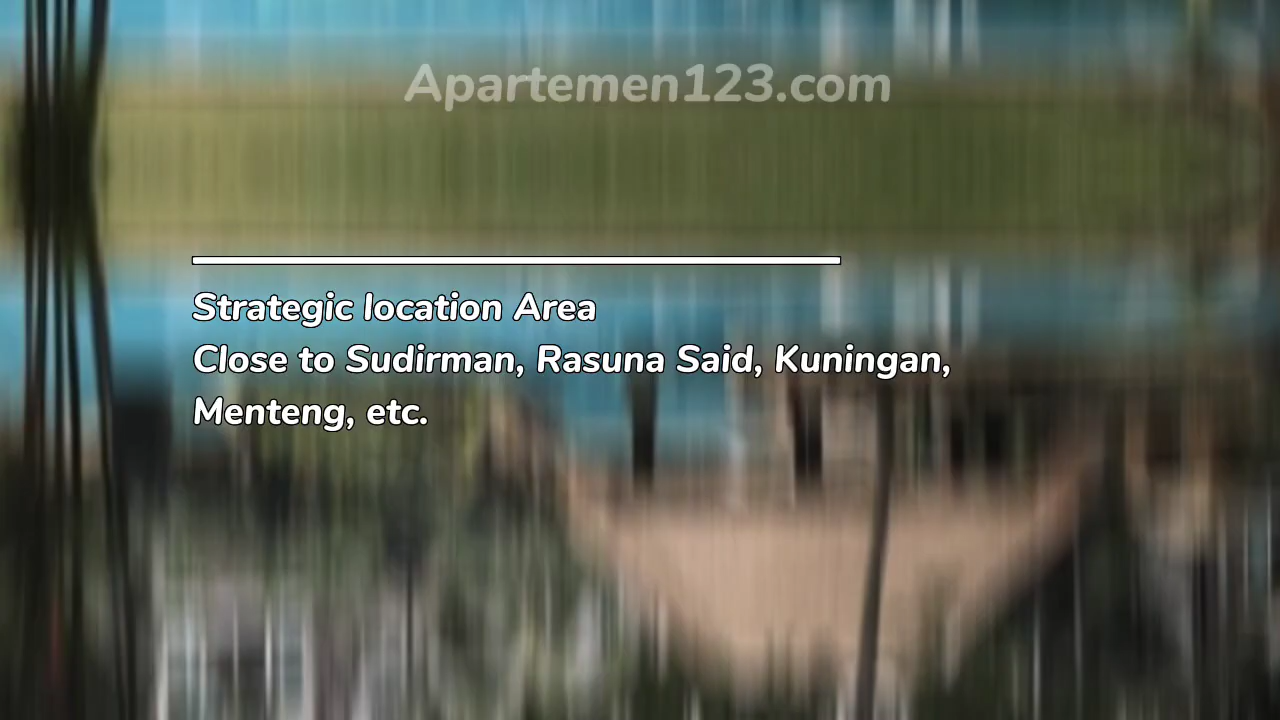 Apartemen123.com
Strategic location Area
Close to Sudirman, Rasuna Said, Kuningan,
Menteng, etc.